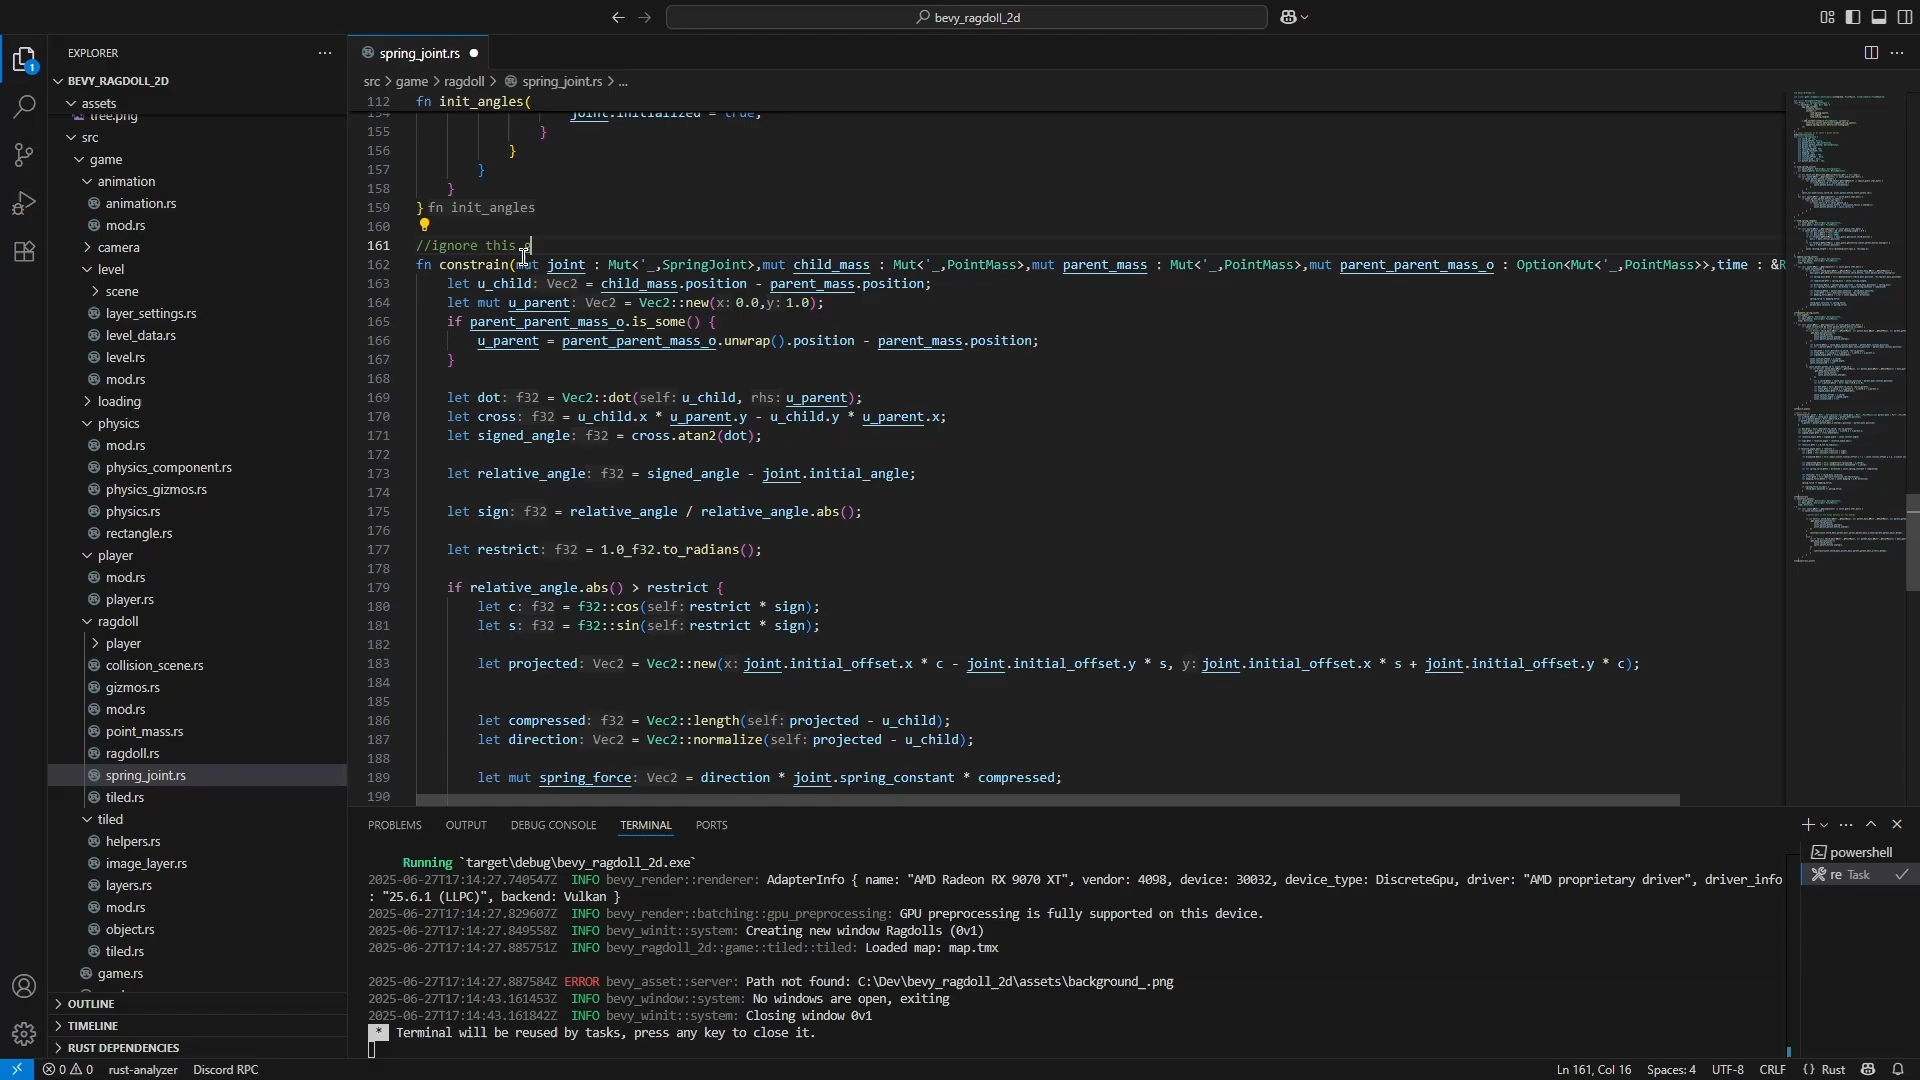 bevy_ragdoll_2d
EXPLORER
BEVY_RAGDOLL_2D
assets
tree.png
src
game
animation
animation.rs
mod.rs
camera
level
scene
layer_settings.rs
level_data.rs
level.rs
mod.rs
loading
physics
mod.rs
physics_component.rs
physics_gizmos.rs
physics.rs
rectangle.rs
player
mod.rs
player.rs
ragdoll
player
collision_scene.rs
gizmos.rs
mod.rs
point_mass.rs
ragdoll.rs
spring_joint.rs
tiled.rs
tiled
helpers.rs
image_layer.rs
layers.rs
mod.rs
object.rs
tiled.rs
game.rs
OUTLINE
TIMELINE
RUST DEPENDENCIES
spring_joint.rs
src > game > ragdoll > spring_joint.rs > ...
112 fn init_angles(
154 joint.initialized = true;
155 }
156 }
157 }
158 }
159 } fn init_angles
160
161 //ignore this
162 fn constrain(mut joint : Mut<'_,SpringJoint>,mut child_mass : Mut<'_,PointMass>,mut parent_mass : Mut<'_,PointMass>,mut parent_parent_mass_o : Option<Mut<'_,PointMass>>,time : &R
163 let u_child: Vec2 = child_mass.position - parent_mass.position;
164 let mut u_parent: Vec2 = Vec2::new(x: 0.0,y: 1.0);
165 if parent_parent_mass_o.is_some() {
166 u_parent = parent_parent_mass_o.unwrap().position - parent_mass.position;
167 }
168
169 let dot: f32 = Vec2::dot(self: u_child, rhs: u_parent);
170 let cross: f32 = u_child.x * u_parent.y - u_child.y * u_parent.x;
171 let signed_angle: f32 = cross.atan2(dot);
172
173 let relative_angle: f32 = signed_angle - joint.initial_angle;
174
175 let sign: f32 = relative_angle / relative_angle.abs();
176
177 let restrict: f32 = 1.0_f32.to_radians();
178
179 if relative_angle.abs() > restrict {
180 let c: f32 = f32::cos(self: restrict * sign);
181 let s: f32 = f32::sin(self: restrict * sign);
182
183 let projected: Vec2 = Vec2::new(x: joint.initial_offset.x * c - joint.initial_offset.y * s, y: joint.initial_offset.x * s + joint.initial_offset.y * c);
184
185
186 let compressed: f32 = Vec2::length(self: projected - u_child);
187 let direction: Vec2 = Vec2::normalize(self: projected - u_child);
188
189 let mut spring_force: Vec2 = direction * joint.spring_constant * compressed;
190
PROBLEMS OUTPUT DEBUG CONSOLE TERMINAL PORTS
powershell
re Task
Running `target\debug\bevy_ragdoll_2d.exe`
2025-06-27T17:14:27.740547Z INFO bevy_render::renderer: AdapterInfo { name: "AMD Radeon RX 9070 XT", vendor: 4098, device: 30032, device_type: DiscreteGpu, driver: "AMD proprietary driver", driver_info
: "25.6.1 (LLPC)", backend: Vulkan }
2025-06-27T17:14:27.829607Z INFO bevy_render::batching::gpu_preprocessing: GPU preprocessing is fully supported on this device.
2025-06-27T17:14:27.849558Z INFO bevy_winit::system: Creating new window Ragdolls (0v1)
2025-06-27T17:14:27.885751Z INFO bevy_ragdoll_2d::game::tiled::tiled: Loaded map: map.tmx
2025-06-27T17:14:27.887584Z ERROR bevy_asset::server: Path not found: C:\Dev\bevy_ragdoll_2d\assets\background_.png
2025-06-27T17:14:43.161453Z INFO bevy_window::system: No windows are open, exiting
2025-06-27T17:14:43.161842Z INFO bevy_winit::system: Closing window 0v1
* Terminal will be reused by tasks, press any key to close it.
0 0 rust-analyzer Discord RPC
Ln 161, Col 16 Spaces: 4 UTF-8 CRLF {} Rust